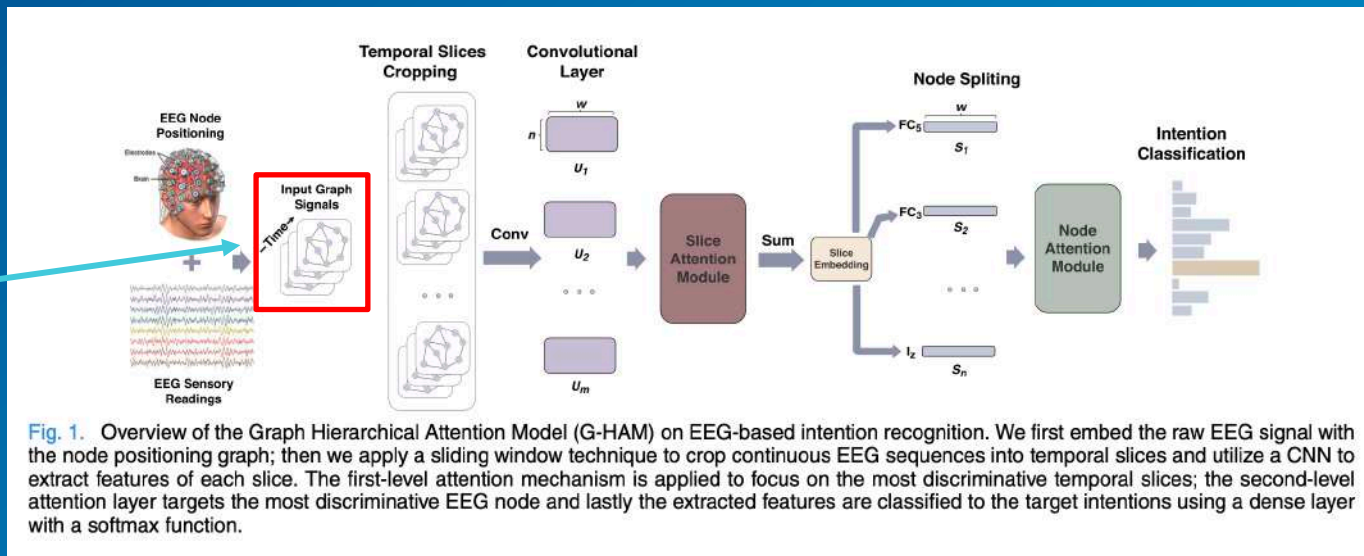 Temporal Slices
Cropping
Convolutional
Layer
Node Spliting
Intention
Classification
EEG Node
Positioning
Electrodes
Brain
+
EEG Sensory
Readings
Input Graph
Signals
Time
Conv
w
n
U1
U2
Um
Slice
Attention
Module
Sum
Slice
Embedding
w
FC5
S1
FC3
S2
Iz
Sn
Node
Attention
Module
Fig. 1. Overview of the Graph Hierarchical Attention Model (G-HAM) on EEG-based intention recognition. We first embed the raw EEG signal with
the node positioning graph; then we apply a sliding window technique to crop continuous EEG sequences into temporal slices and utilize a CNN to
extract features of each slice. The first-level attention mechanism is applied to focus on the most discriminative temporal slices; the second-level
attention layer targets the most discriminative EEG node and lastly the extracted features are classified to the target intentions using a dense layer
with a softmax function.